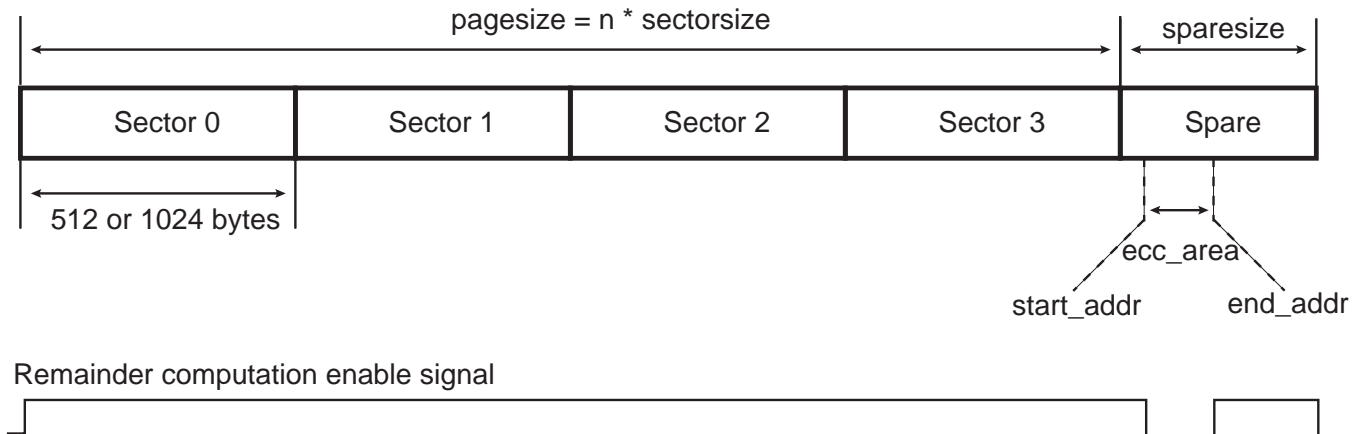 pagesize = n * sectorsize
sparesize
Sector 0
Sector 1
Sector 2
Sector 3
Spare
512 or 1024 bytes
ecc_area
start_addr
end_addr
Remainder computation enable signal